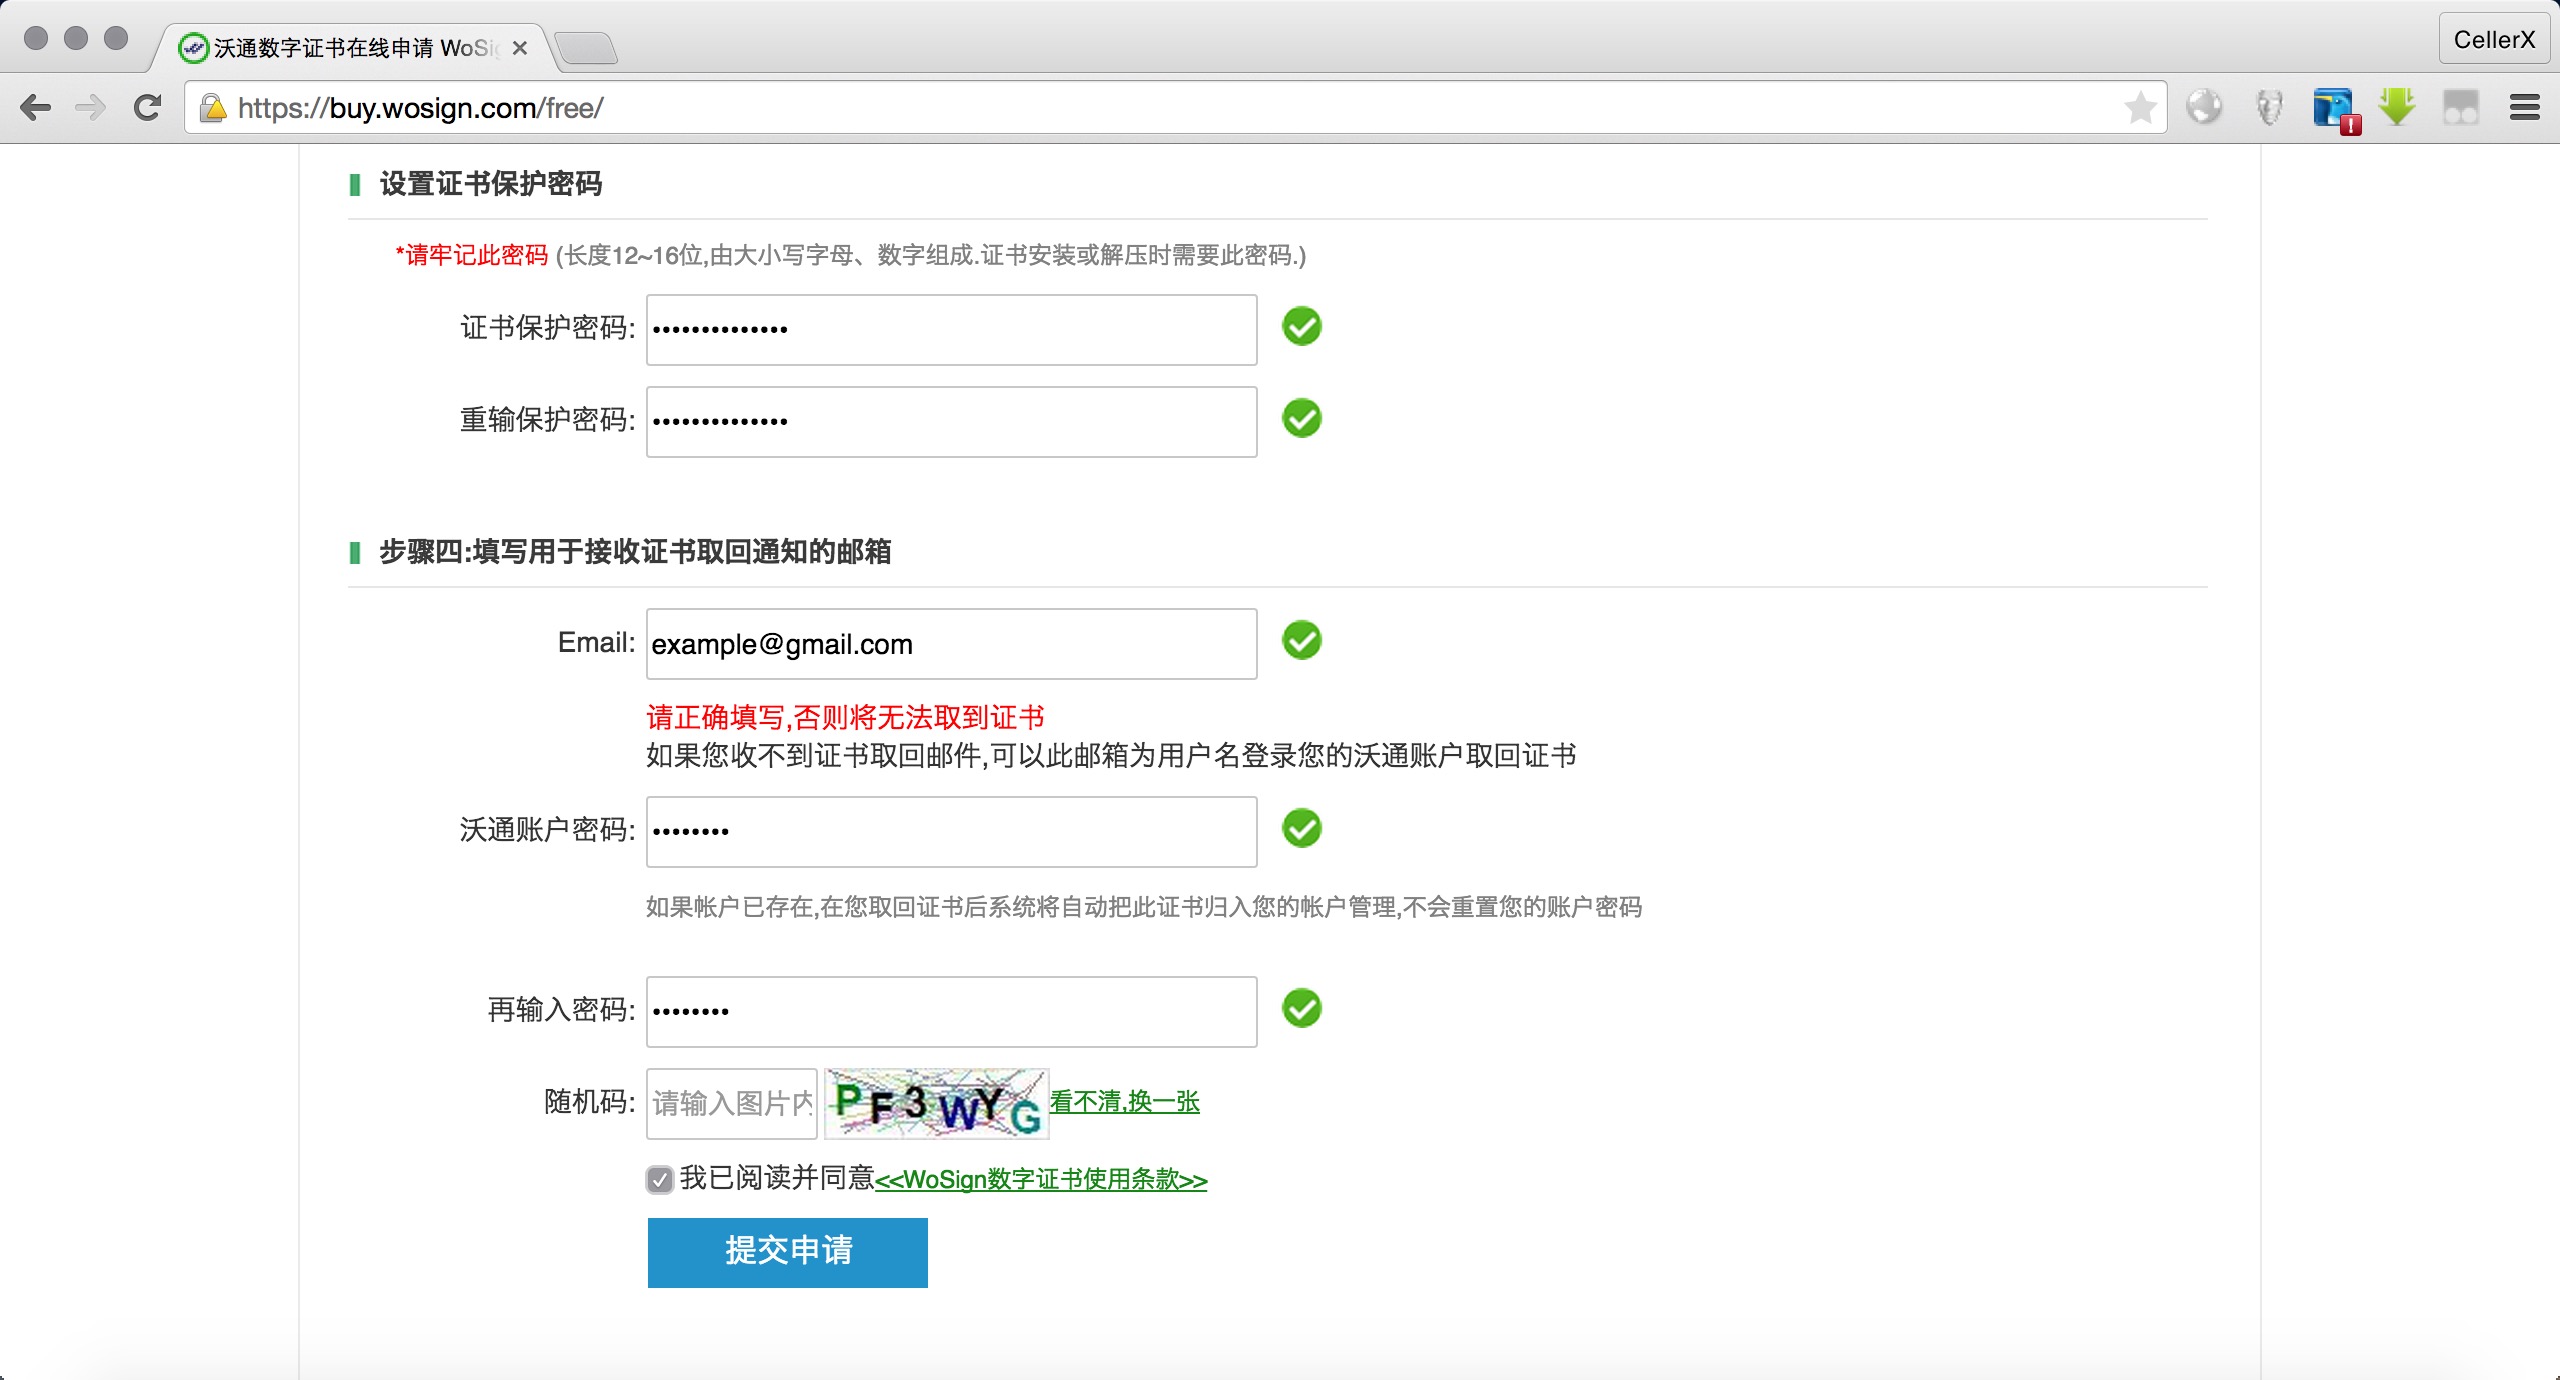 沃通数字证书在线申请 WoSig
CellerX
https://buy.wosign.com/free/
设置证书保护密码
*请牢记此密码 (长度12~16位,由大小写字母、数字组成.证书安装或解压时需要此密码.)
证书保护密码: ••••••••••••••
重输保护密码: ••••••••••••••
步骤四:填写用于接收证书取回通知的邮箱
Email: example@gmail.com
请正确填写,否则将无法取到证书
如果您收不到证书取回邮件,可以此邮箱为用户名登录您的沃通账户取回证书
沃通账户密码: ••••••••
如果帐户已存在,在您取回证书后系统将自动把此证书归入您的帐户管理,不会重置您的账户密码
再输入密码: ••••••••
随机码: 请输入图片内 PF3WYG 看不清,换一张
我已阅读并同意<<WoSign数字证书使用条款>>
提交申请